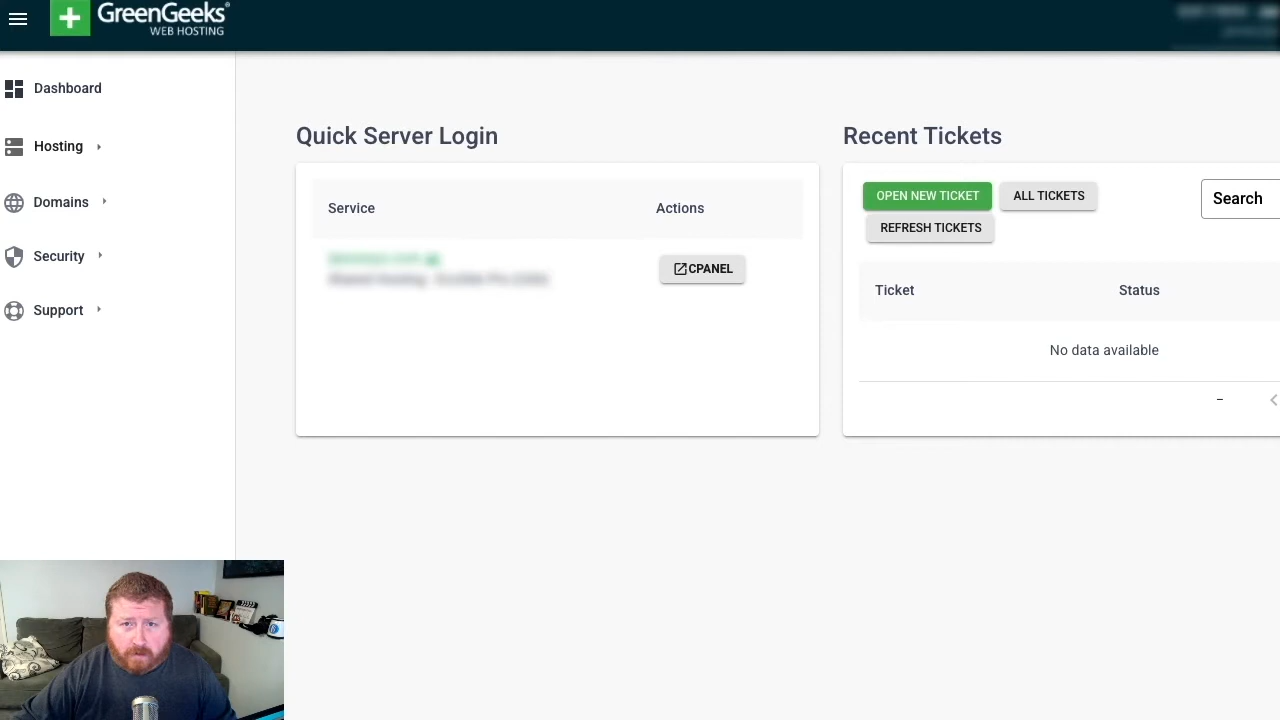 GreenGeeks
WEB HOSTING
Dashboard
Hosting
Domains
Security
Support
Quick Server Login
Service
Actions
CPANEL
Recent Tickets
OPEN NEW TICKET
ALL TICKETS
REFRESH TICKETS
Search
Ticket
Status
No data available
–